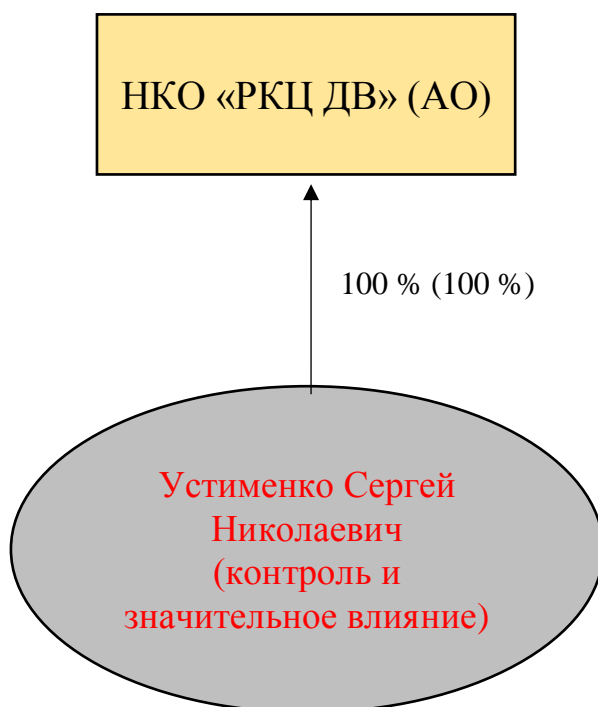 НКО «РКЦ ДВ» (АО)
100 % (100 %)
Устименко Сергей
Николаевич
(контроль и
значительное влияние)